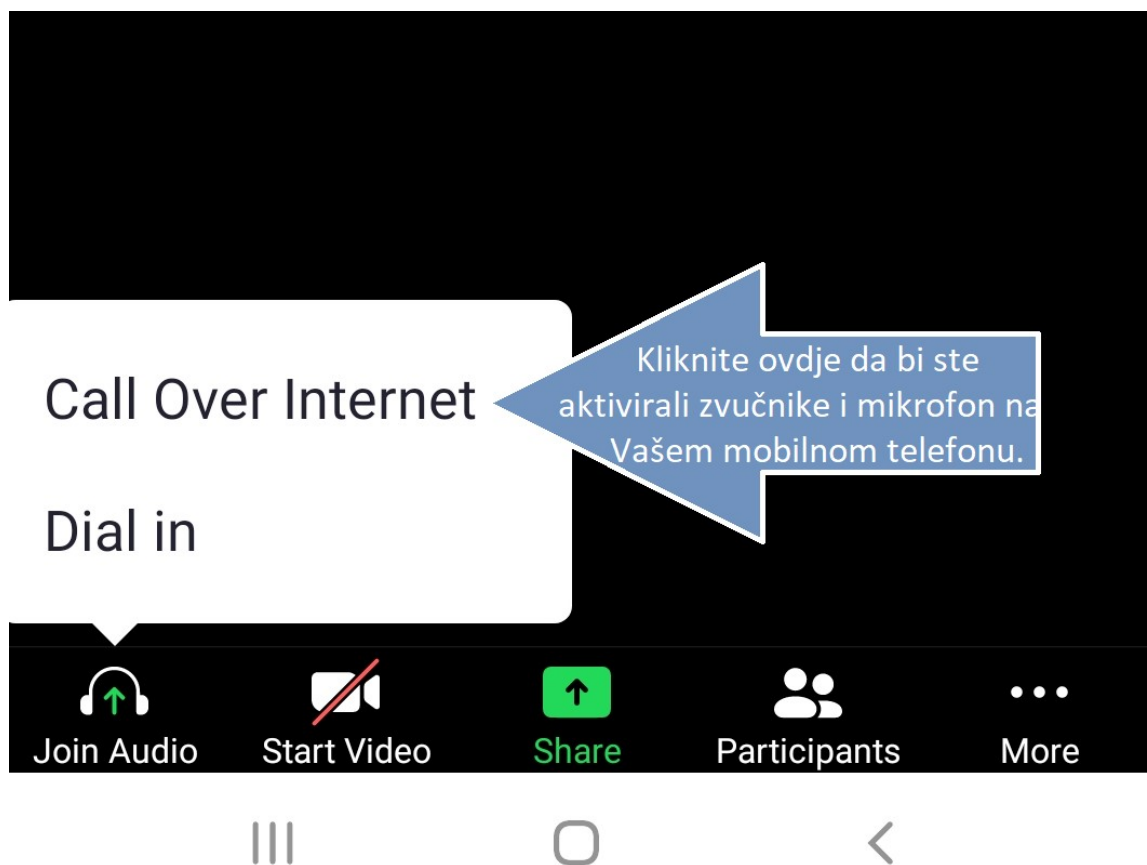 Call Over Internet
Kliknite ovdje da bi ste
aktivirali zvučnike i mikrofon na
Vašem mobilnom telefonu.
Dial in
Join Audio
Start Video
Share
Participants
More